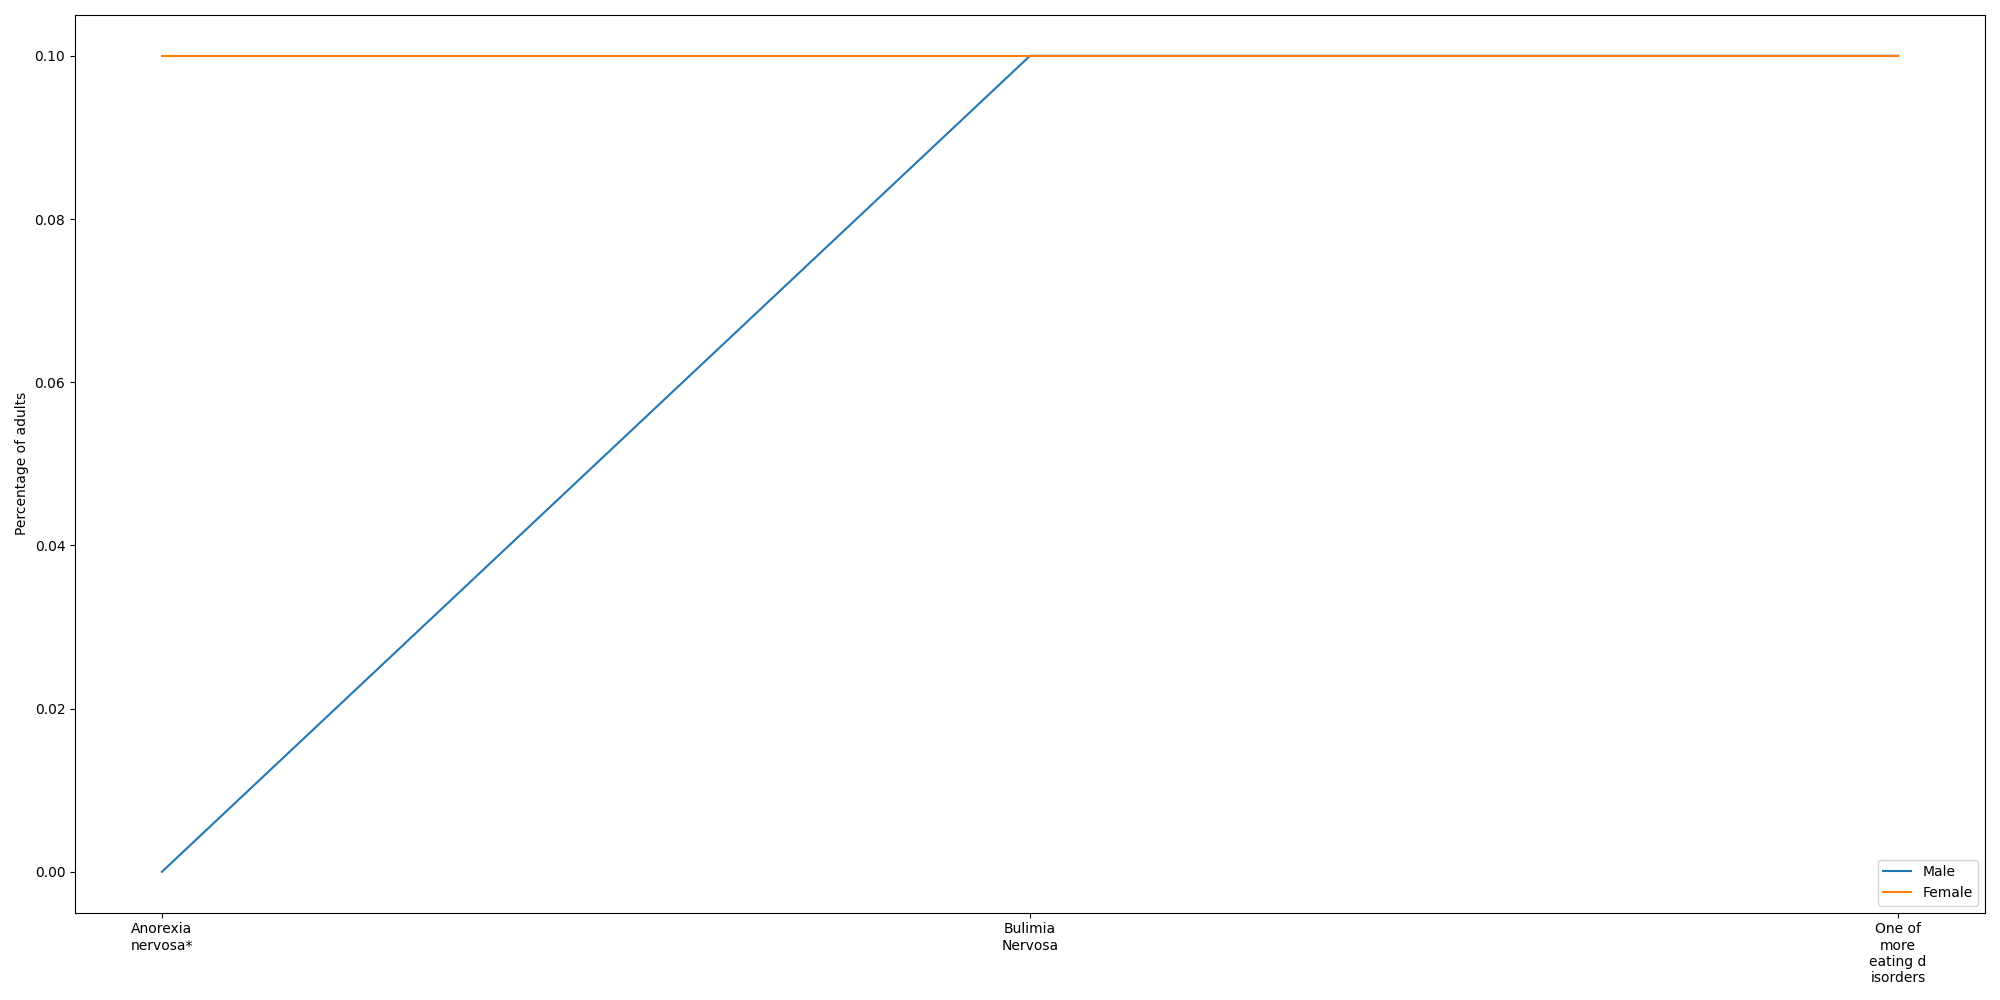 Percentage of adults
0.10
0.08
0.06
0.04
0.02
0.00
Anorexia
nervosa*
Bulimia
Nervosa
One of
more
eating d
isorders
Male
Female